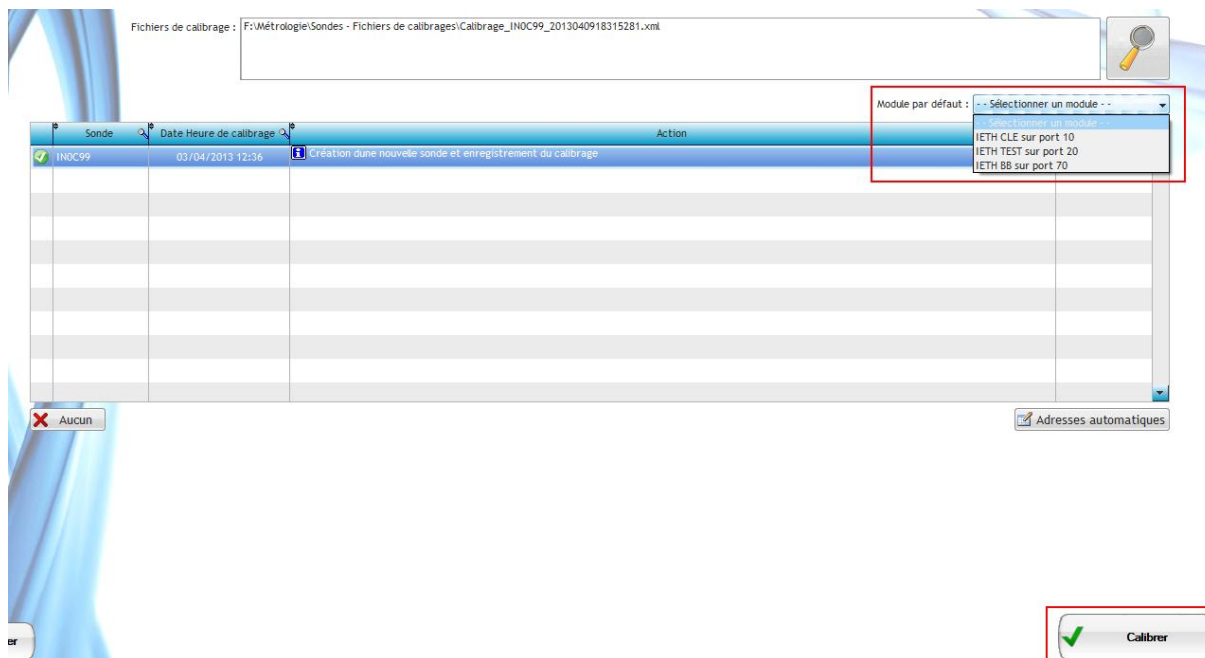 Fichiers de calibrage : F:\Métrologie\Sondes - Fichiers de calibrages\Calibrage_IN0C99_2013040918315281.xml
Module par défaut : - - Sélectionner un module - -
- - Sélectionner un module - -
IETH CLE sur port 10
IETH TEST sur port 20
IETH BB sur port 70
Sonde Date Heure de calibrage Action
IN0C99 03/04/2013 12:36 Création dune nouvelle sonde et enregistrement du calibrage
Aucun Adresses automatiques
er Calibrer